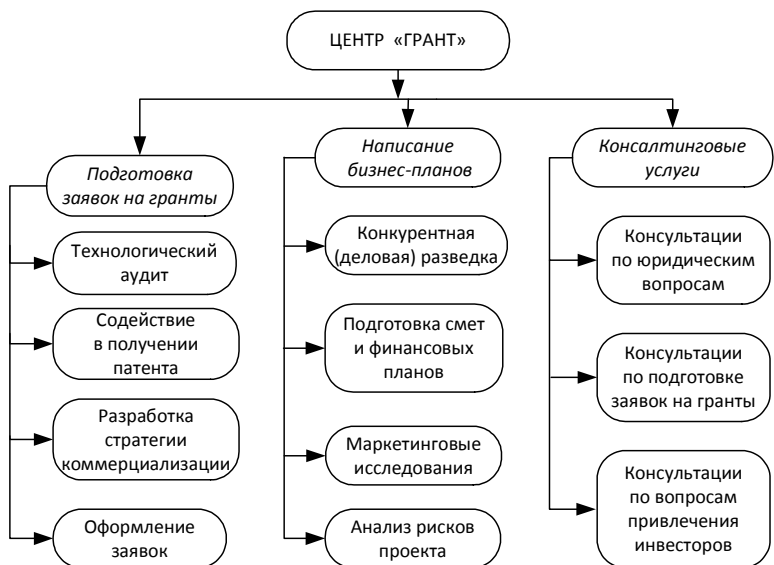 ЦЕНТР «ГРАНТ»
Подготовка
заявок на гранты
Технологический
аудит
Содействие
в получении
патента
Разработка
стратегии
коммерциализации
Оформление
заявок
Написание
бизнес-планов
Конкурентная
(деловая) разведка
Подготовка смет
и финансовых
планов
Маркетинговые
исследования
Анализ рисков
проекта
Консалтинговые
услуги
Консультации
по юридическим
вопросам
Консультации
по подготовке
заявок на гранты
Консультации
по вопросам
привлечения
инвесторов